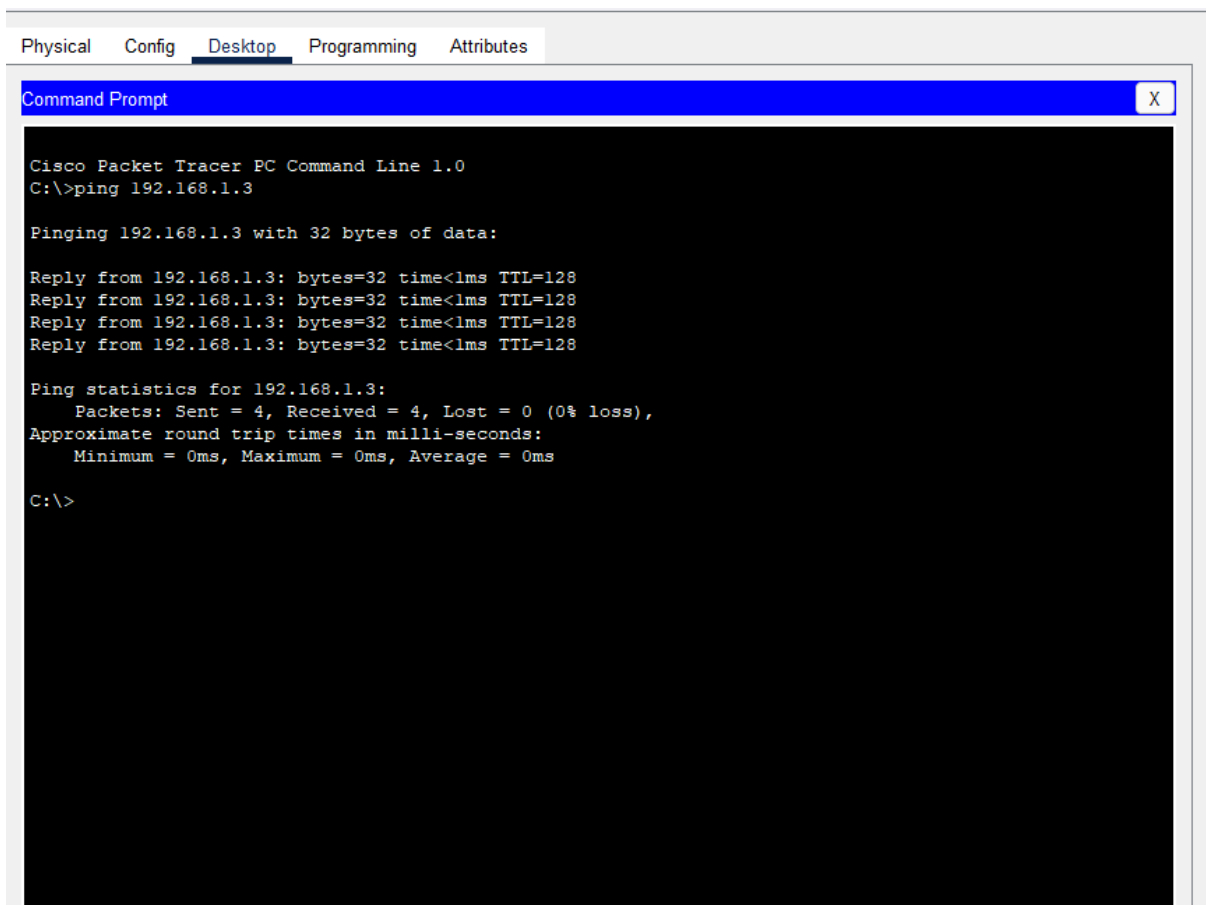 Physical Config Desktop Programming Attributes
Command Prompt
X
Cisco Packet Tracer PC Command Line 1.0
C:\>ping 192.168.1.3
Pinging 192.168.1.3 with 32 bytes of data:
Reply from 192.168.1.3: bytes=32 time<1ms TTL=128
Reply from 192.168.1.3: bytes=32 time<1ms TTL=128
Reply from 192.168.1.3: bytes=32 time<1ms TTL=128
Reply from 192.168.1.3: bytes=32 time<1ms TTL=128
Ping statistics for 192.168.1.3:
Packets: Sent = 4, Received = 4, Lost = 0 (0% loss),
Approximate round trip times in milli-seconds:
Minimum = 0ms, Maximum = 0ms, Average = 0ms
C:\>